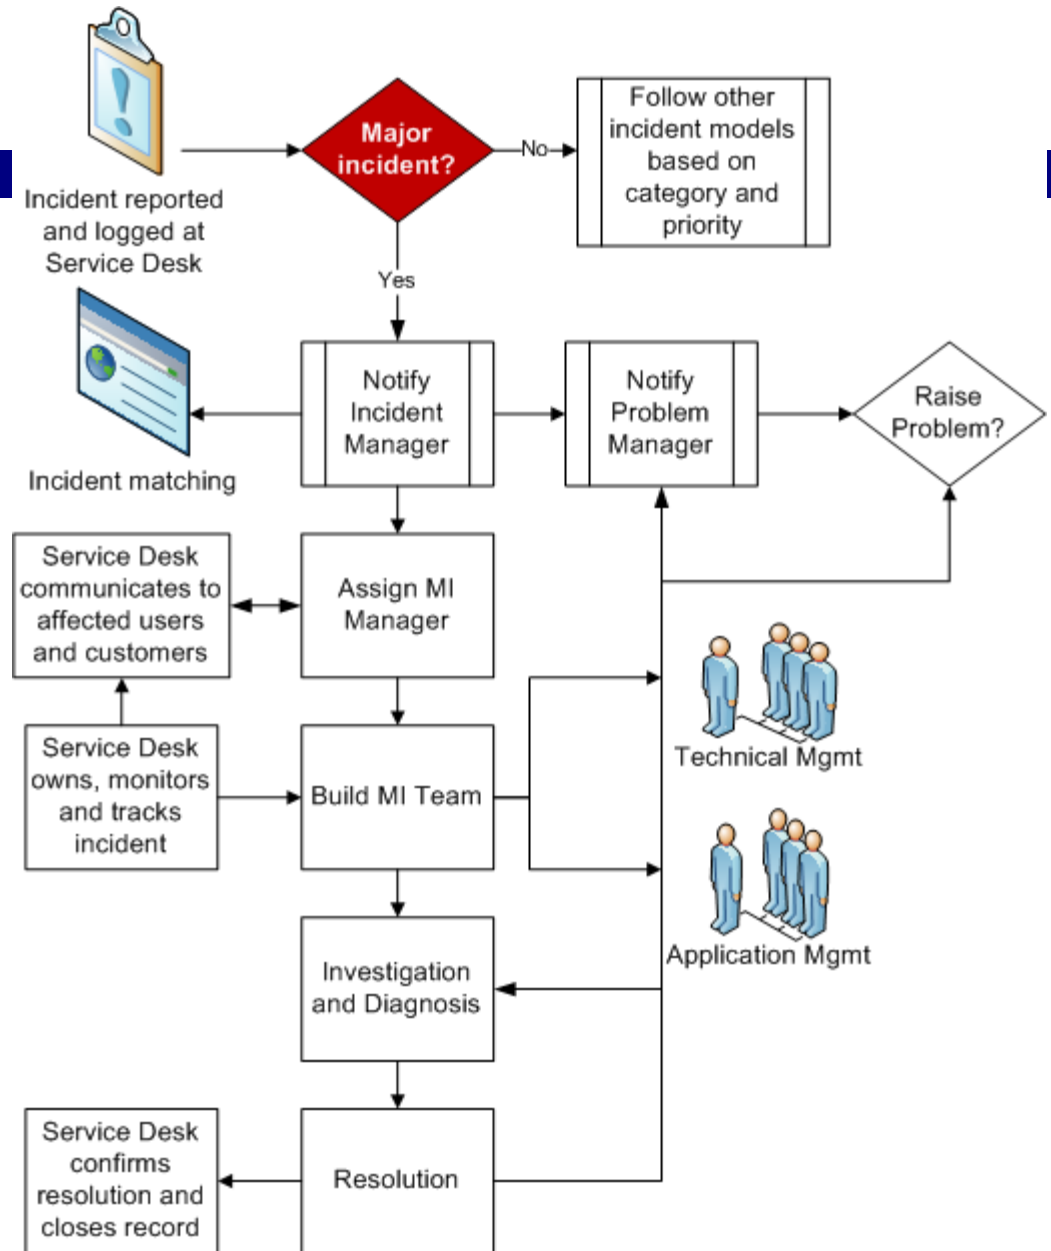 Major
incident?
No
Follow other
incident models
based on
category and
priority
Incident reported
and logged at
Service Desk
Yes
Notify
Incident
Manager
Notify
Problem
Manager
Raise
Problem?
Incident matching
Service Desk
communicates to
affected users
and customers
Assign MI
Manager
Technical Mgmt
Service Desk
owns, monitors
and tracks
incident
Build MI Team
Application Mgmt
Investigation
and Diagnosis
Service Desk
confirms
resolution and
closes record
Resolution